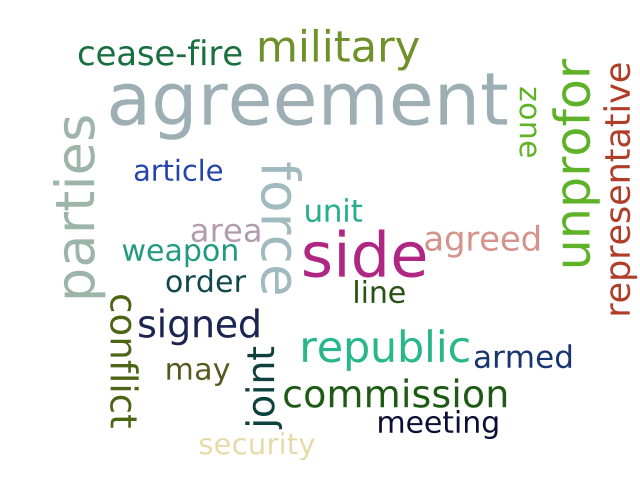 cease-fire
military
agreement
zone
unprofor
representative
parties
article
force
unit
area
agreed
weapon
side
order
line
conflict
signed
republic
joint
armed
may
commission
meeting
security